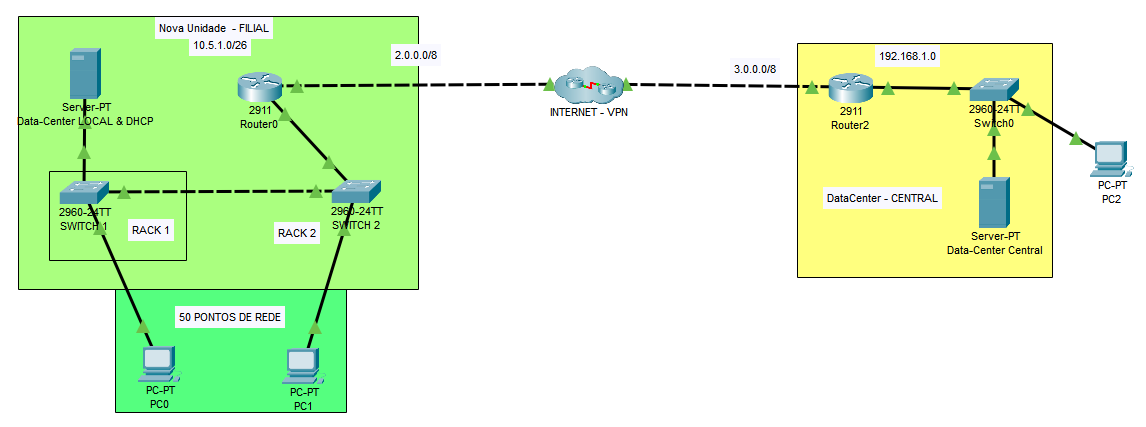 Nova Unidade - FILIAL
10.5.1.0/26
Server-PT
Data-Center LOCAL & DHCP
2911
Router0
2960-24TT
SWITCH 1
RACK 1
2960-24TT
SWITCH 2
RACK 2
50 PONTOS DE REDE
PC-PT
PC0
PC-PT
PC1
2.0.0.0/8
INTERNET - VPN
3.0.0.0/8
192.168.1.0
2911
Router2
2960-24TT
Switch0
DataCenter - CENTRAL
Server-PT
Data-Center Central
PC-PT
PC2